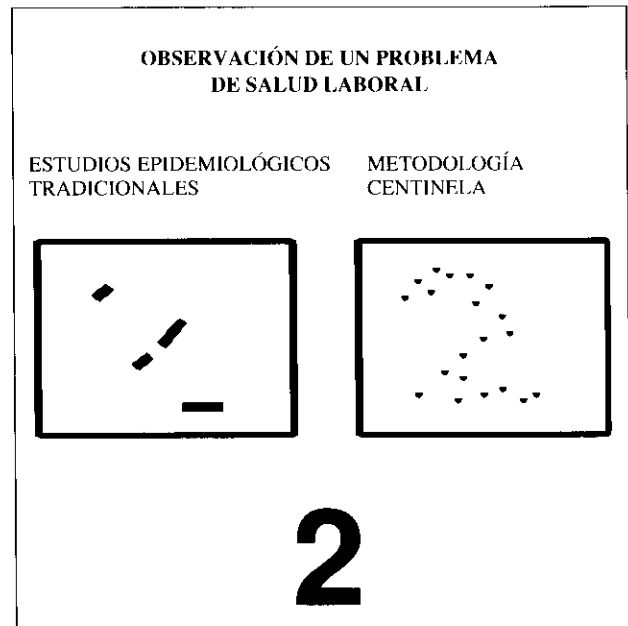 OBSERVACIÓN DE UN PROBLEMA
DE SALUD LABORAL
ESTUDIOS EPIDEMIOLÓGICOS
TRADICIONALES
METODOLOGÍA
CENTINELA
2